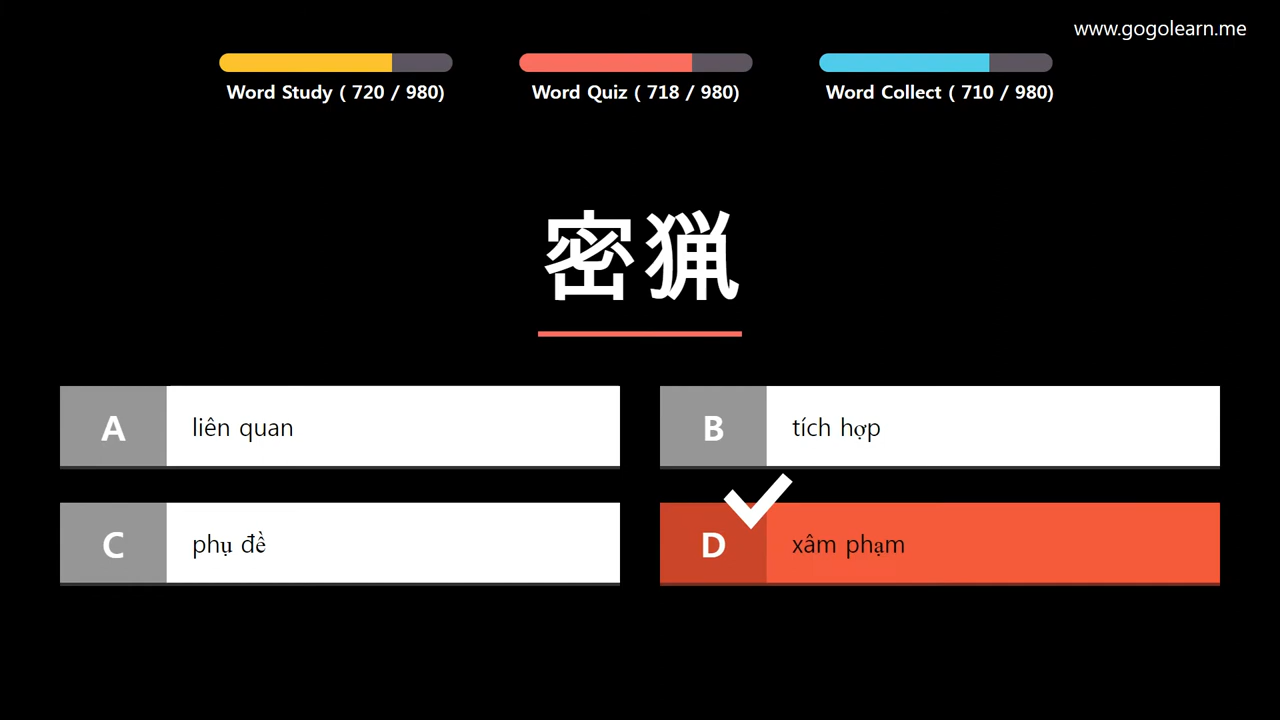 www.gogolearn.me
Word Study ( 720 / 980)
Word Quiz ( 718 / 980)
Word Collect ( 710 / 980)
密猟
A liên quan
B tích hợp
C phụ đề
D xâm phạm